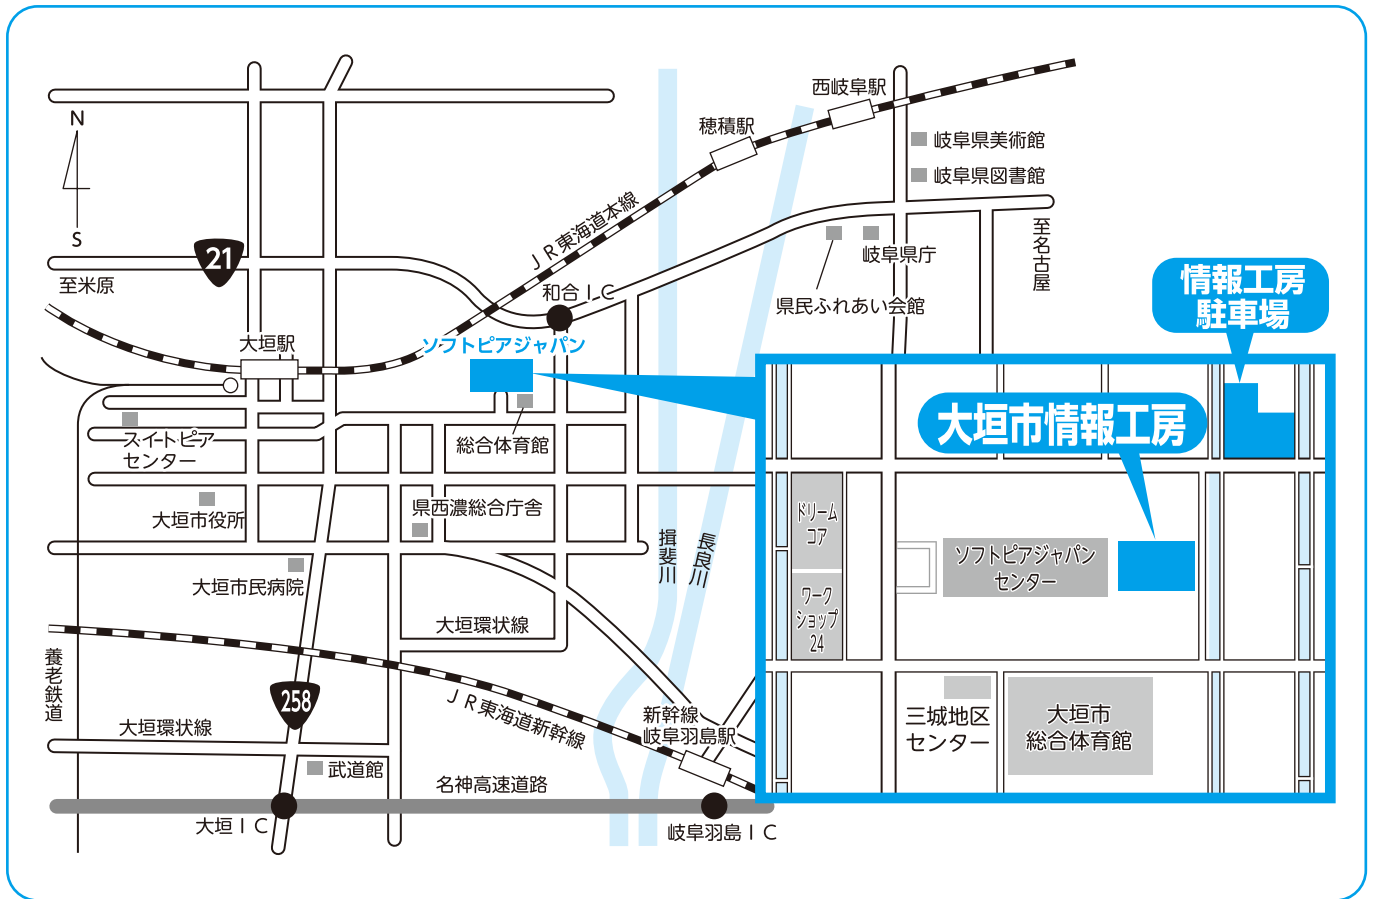 N
S
21
至米原
大垣駅
スイトピア
センター
大垣市役所
大垣市民病院
養老鉄道
大垣環状線
258
武道館
大垣IC
JR東海道本線
穂積駅
西岐阜駅
岐阜県美術館
岐阜県図書館
至名古屋
岐阜県庁
県民ふれあい会館
和合IC
ソフトピアジャパン
総合体育館
県西濃総合庁舎
揖斐川
長良川
大垣環状線
JR東海道新幹線
新幹線
岐阜羽島駅
名神高速道路
岐阜羽島IC
情報工房
駐車場
大垣市情報工房
ドリーム
コア
ワーク
ショップ
24
ソフトピアジャパン
センター
三城地区
センター
大垣市
総合体育館